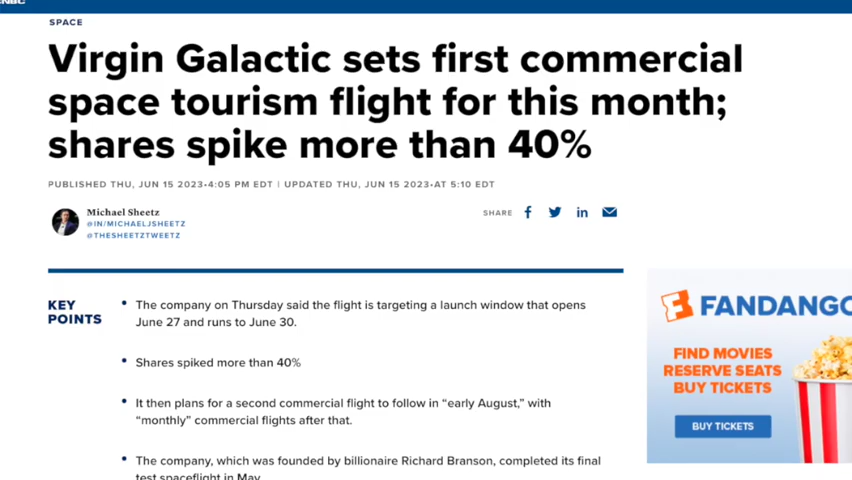 SPACE
Virgin Galactic sets first commercial
space tourism flight for this month;
shares spike more than 40%
PUBLISHED THU, JUN 15 2023•4:05 PM EDT | UPDATED THU, JUN 15 2023•AT 5:10 EDT
Michael Sheetz
@IN/MICHAELJSHEETZ
@THESHEETZTWEETZ
SHARE
KEY
POINTS
• The company on Thursday said the flight is targeting a launch window that opens
June 27 and runs to June 30.
• Shares spiked more than 40%
• It then plans for a second commercial flight to follow in “early August,” with
“monthly” commercial flights after that.
• The company, which was founded by billionaire Richard Branson, completed its final
test spaceflight in May.
FANDANGO
FIND MOVIES
RESERVE SEATS
BUY TICKETS
BUY TICKETS